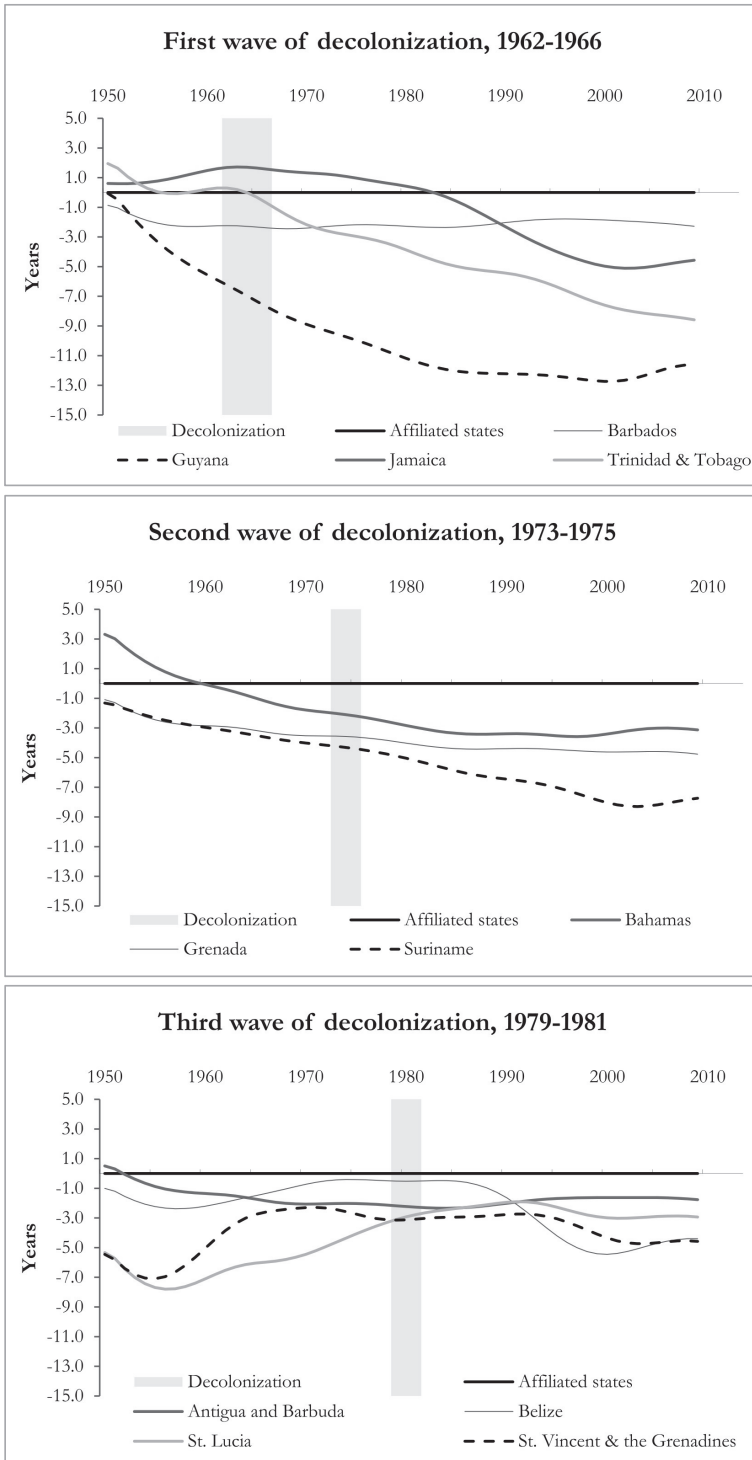 First wave of decolonization, 1962-1966
1950 1960 1970 1980 1990 2000 2010
5.0
3.0
1.0
-1.0
-3.0
-5.0
-7.0
-9.0
-11.0
-13.0
-15.0
Years
Decolonization Affiliated states Barbados
Guyana Jamaica Trinidad & Tobago
Second wave of decolonization, 1973-1975
1950 1960 1970 1980 1990 2000 2010
5.0
3.0
1.0
-1.0
-3.0
-5.0
-7.0
-9.0
-11.0
-13.0
-15.0
Years
Decolonization Affiliated states Bahamas
Grenada Suriname
Third wave of decolonization, 1979-1981
1950 1960 1970 1980 1990 2000 2010
5.0
3.0
1.0
-1.0
-3.0
-5.0
-7.0
-9.0
-11.0
-13.0
-15.0
Years
Decolonization Affiliated states
Antigua and Barbuda Belize
St. Lucia St. Vincent & the Grenadines